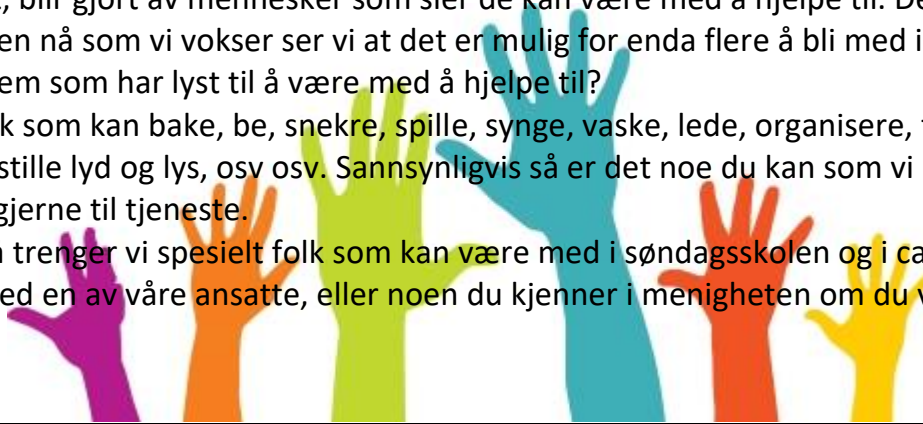 blir gjort av mennesker som sier de kan være med å hjelpe til. De
en nå som vi vokser ser vi at det er mulig for enda flere å bli med i
em som har lyst til å være med å hjelpe til?
k som kan bake, be, snekre, spille, synge, vaske, lede, organisere,
stille lyd og lys, osv osv. Sannsynligvis så er det noe du kan som vi
gjerne til tjeneste.
trenger vi spesielt folk som kan være med i søndagsskolen og i ca
ed en av våre ansatte, eller noen du kjenner i menigheten om du v